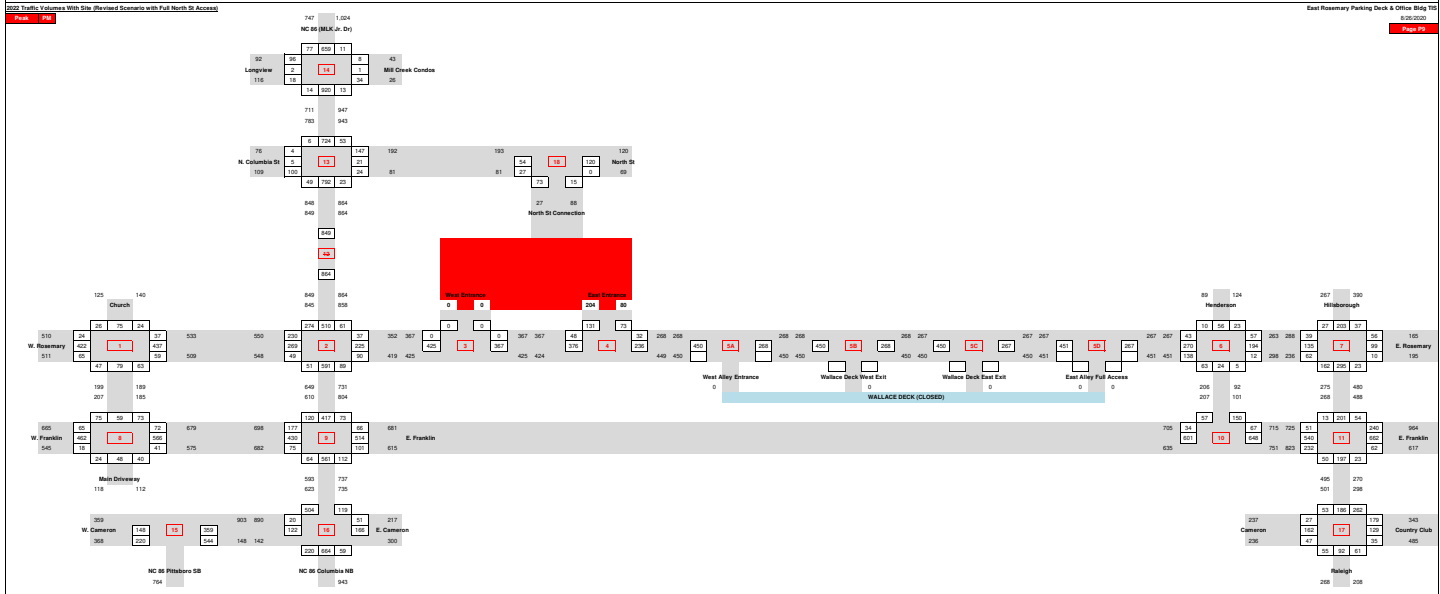 2022 Traffic Volumes With Site (Revised Scenario with Full North St Access) East Rosemary Parking Deck & Office Bldg TIS
Peak PM 747 1,024 8/26/2020
NC 86 (MLK Jr. Dr) Page P9
77 659 11
92 96 8 43
Longview 2 14 1 Mill Creek Condos
116 18 34 26
14 920 13
711 947
783 943
6 724 53
76 4 147 192 193 120
N. Columbia St 5 13 21 54 18 120 North St
109 100 24 81 81 27 0 69
49 792 23 73 15
848 864 27 88
849 864 North St Connection
849
12
864
125 140 849 864 West Entrance East Entrance 89 124 267 390
Church 845 858 0 0 204 80 Henderson Hillsborough
26 75 24 274 510 61 0 0 131 73 10 56 23 27 203 37
510 24 37 533 550 230 37 352 367 0 0 367 367 48 32 268 268 268 268 268 267 267 267 267 267 43 57 263 288 39 56 165
W. Rosemary 422 1 437 269 2 225 425 3 367 376 4 236 450 5A 268 450 5B 268 450 5C 267 451 5D 267 270 6 194 135 7 99 E. Rosemary
511 65 59 509 548 49 90 419 425 425 424 449 450 450 450 450 450 450 451 451 451 138 12 298 236 62 10 195
47 79 63 51 591 89 63 24 5 182 295 23
199 189 649 731 West Alley Entrance Wallace Deck West Exit Wallace Deck East Exit East Alley Full Access 206 92 275 480
207 185 610 804 0 0 0 0 0 207 101 268 488
WALLACE DECK (CLOSED)
75 59 73 120 417 73 57 150 13 201 54
665 65 72 679 698 177 66 681 705 34 67 715 725 51 240 964
W. Franklin 462 8 566 430 9 514 E. Franklin 601 10 648 540 11 662 E. Franklin
545 18 41 575 682 75 101 615 635 751 823 232 62 617
24 48 40 64 561 112 50 197 23
Main Driveway 593 737 495 270
118 112 623 735 501 298
504 119 53 186 262
359 903 890 20 51 217 237 27 179 343
W. Cameron 148 15 359 122 16 166 E. Cameron Cameron 162 17 129 Country Club
368 220 544 148 142 300 236 47 35 485
220 664 59 55 92 61
NC 86 Pittsboro SB NC 86 Columbia NB Raleigh
764 943 268 208